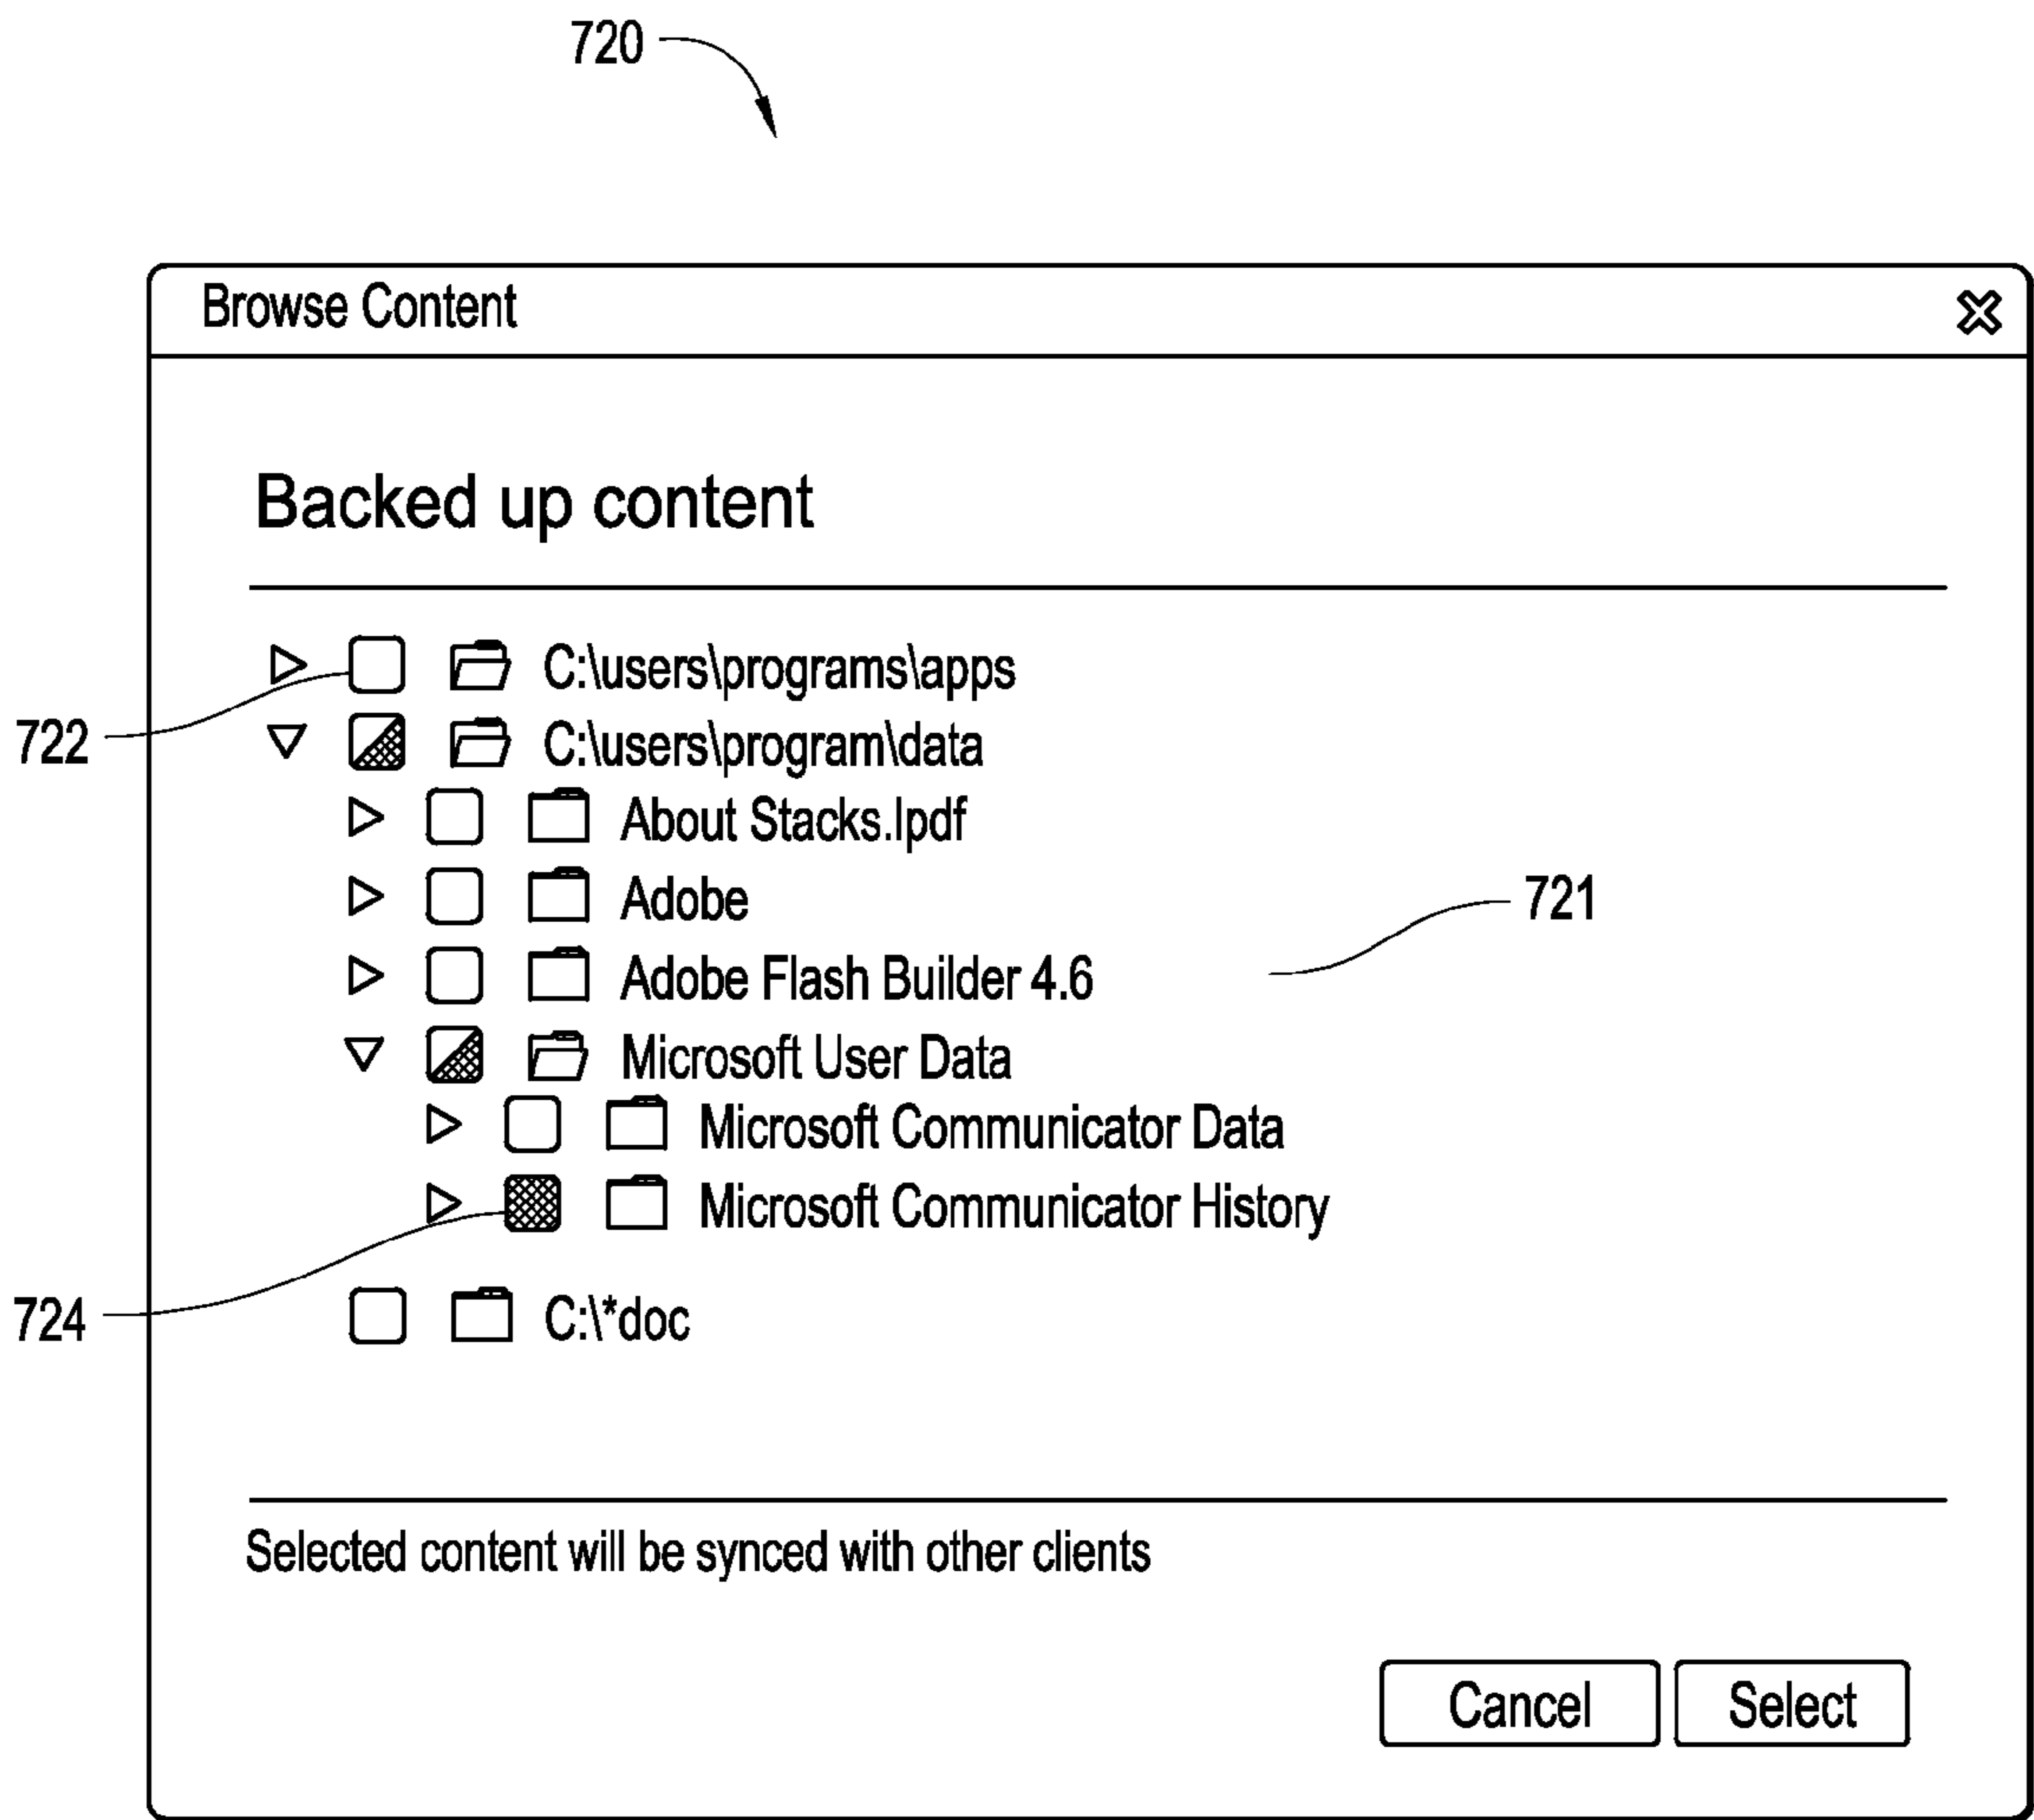 720
Browse Content
Backed up content
C:\users\programs\apps
722
C:\users\program\data
About Stacks.lpdf
Adobe
721
Adobe Flash Builder 4.6
Microsoft User Data
Microsoft Communicator Data
Microsoft Communicator History
724
C:\*doc
Selected content will be synced with other clients
Cancel Select